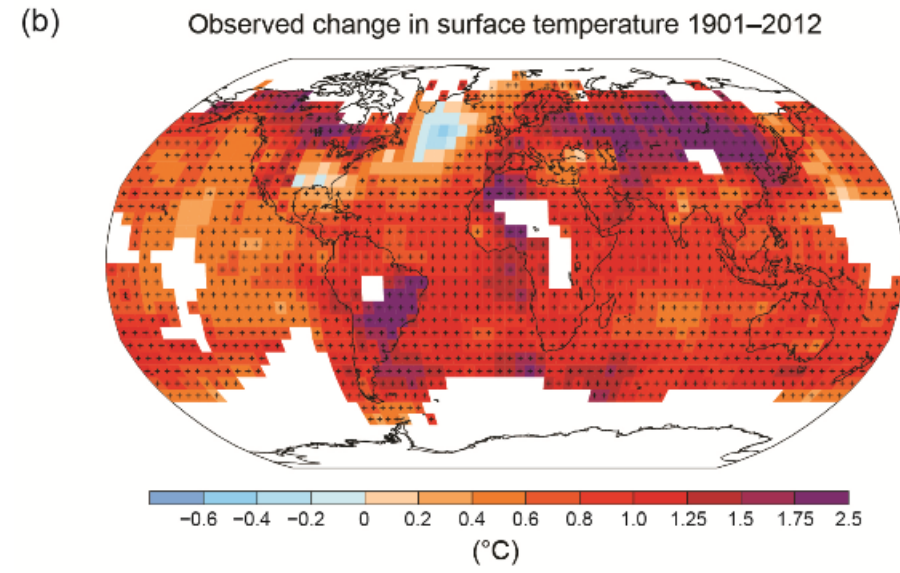 (b) Observed change in surface temperature 1901–2012
−0.6 −0.4 −0.2 0 0.2 0.4 0.6 0.8 1.0 1.25 1.5 1.75 2.5
(°C)